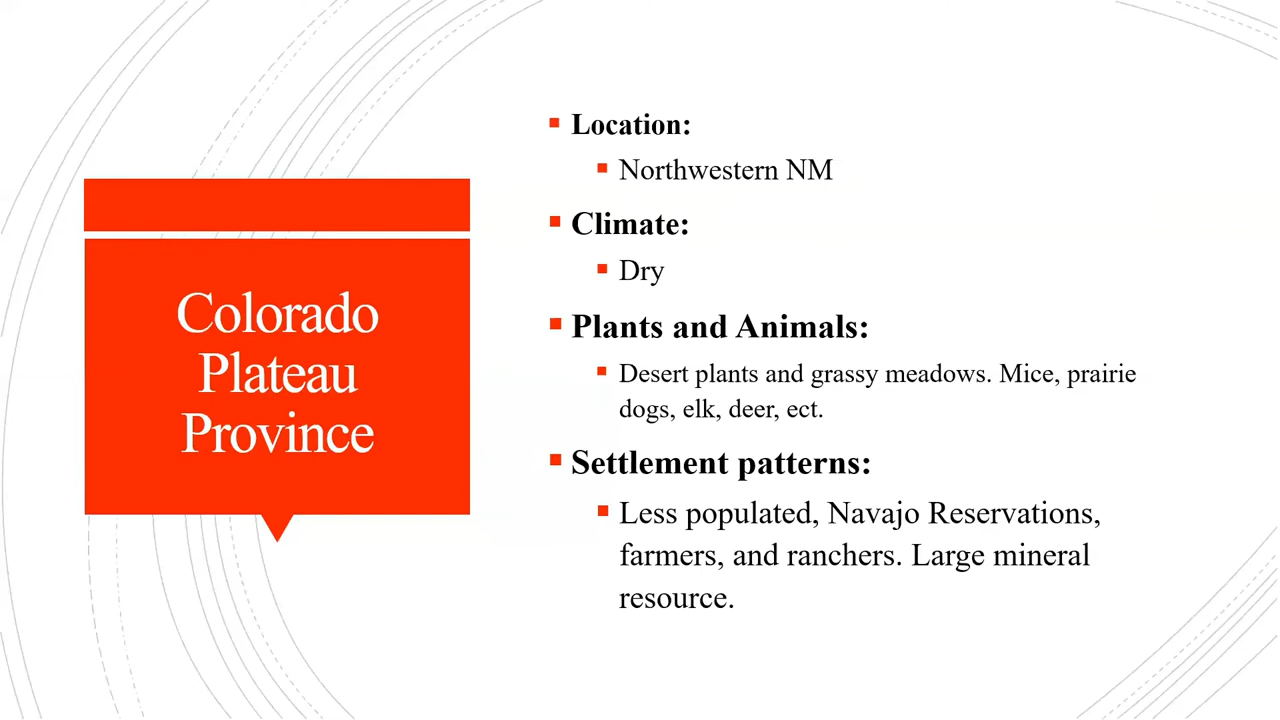 Colorado
Plateau
Province
Location:
Northwestern NM
Climate:
Dry
Plants and Animals:
Desert plants and grassy meadows. Mice, prairie
dogs, elk, deer, ect.
Settlement patterns:
Less populated, Navajo Reservations,
farmers, and ranchers. Large mineral
resource.